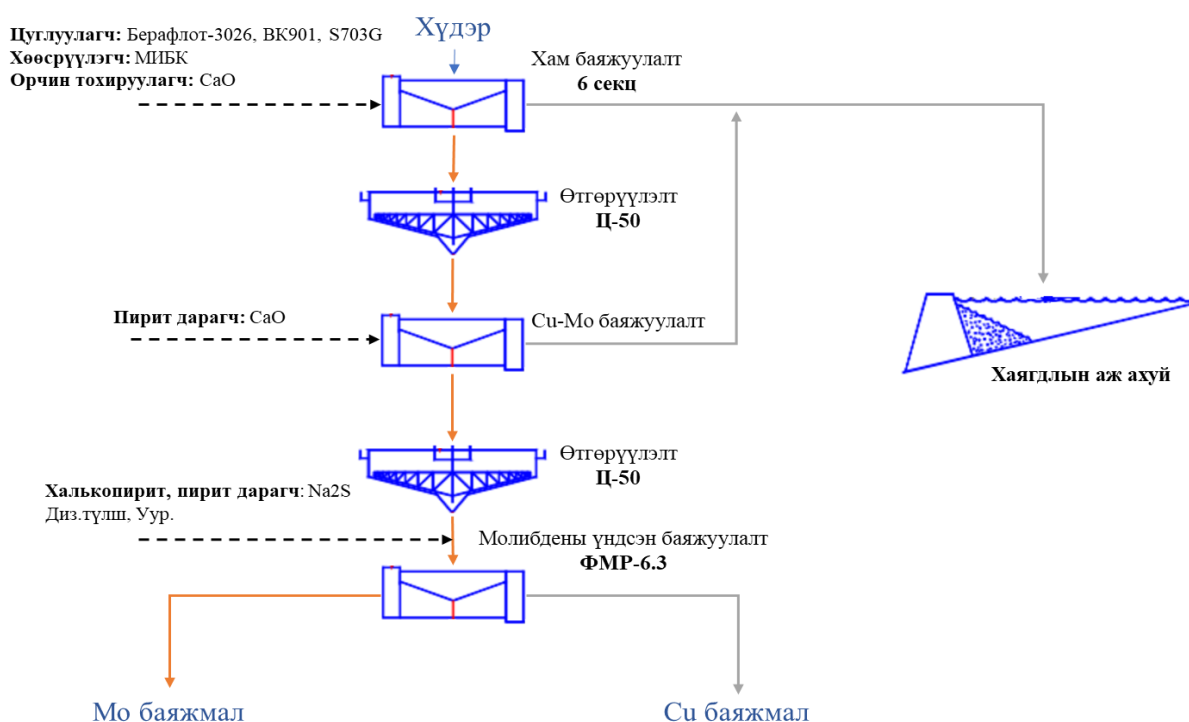 Цуглуулагч: Берафлот-3026, ВК901, S703G
Хөөсрүүлэгч: МИБК
Орчин тохируулагч: CaO
Хүдэр
Хам баяжуулалт
6 секц
Өтгөрүүлэлт
Ц-50
Пирит дарагч: CaO
Cu-Mo баяжуулалт
Хаягдлын аж ахуй
Өтгөрүүлэлт
Ц-50
Халькопирит, пирит дарагч: Na2S
Диз.түлш, Уур.
Молибдены үндсэн баяжуулалт
ФМР-6.3
Mo баяжмал
Cu баяжмал